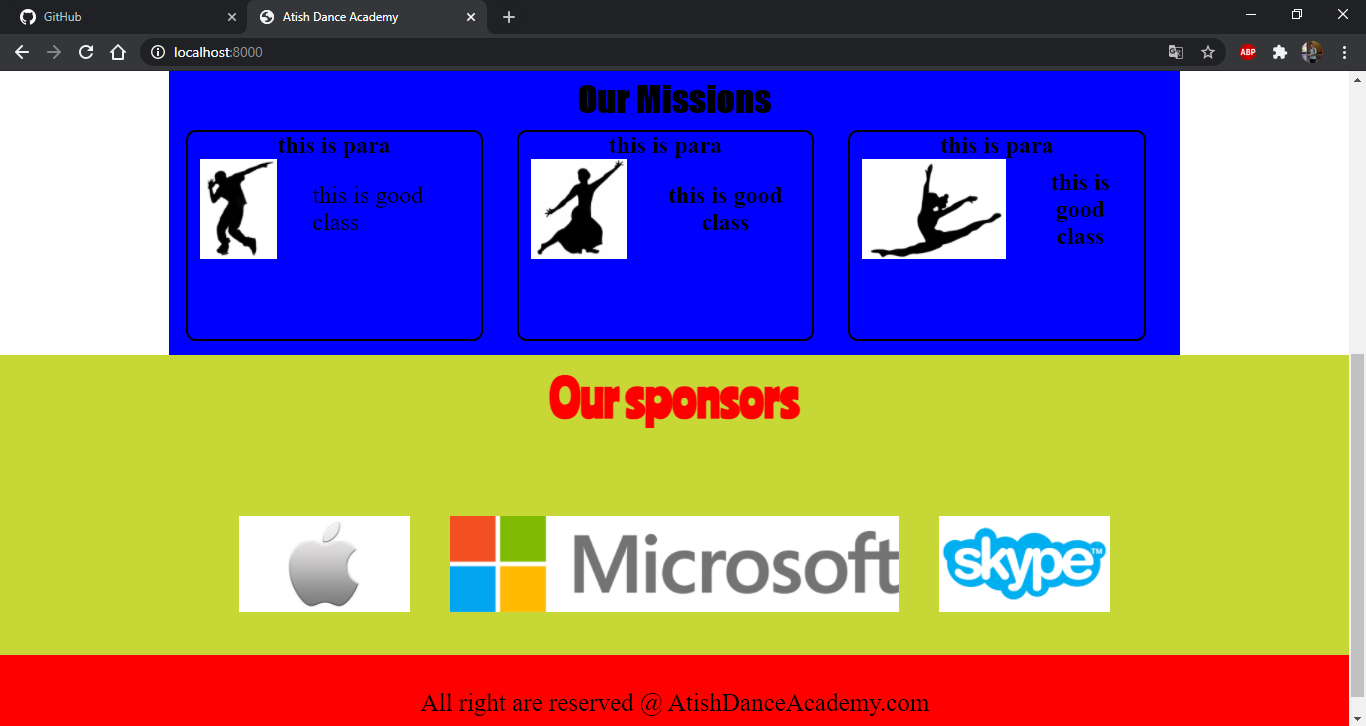 GitHub
Atish Dance Academy
localhost:8000
ABP
Our Missions
this is para
this is good
class
this is para
this is good
class
this is para
this is
good
class
Our sponsors
Microsoft
skype™
All right are reserved @ AtishDanceAcademy.com